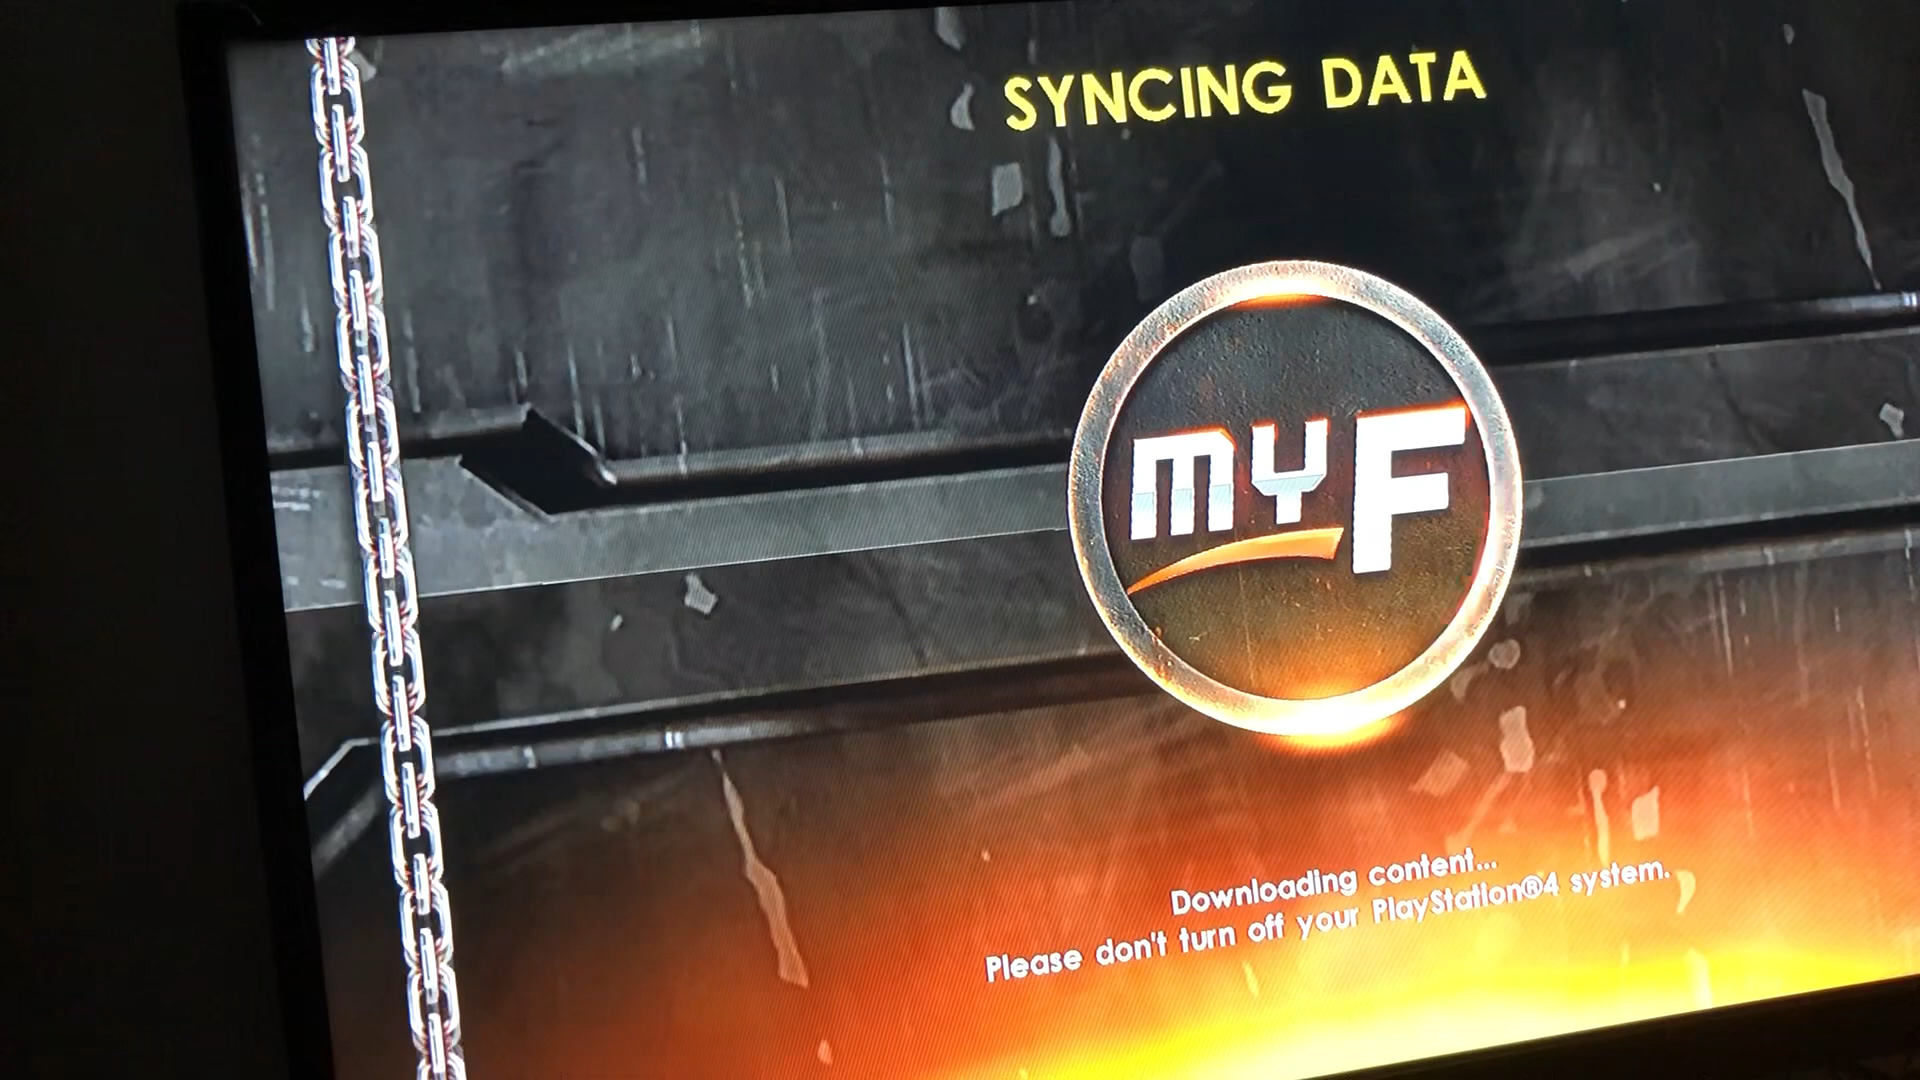 SYNCING DATA
MYF
Downloading content...
Please don't turn off your PlayStation®4 system.